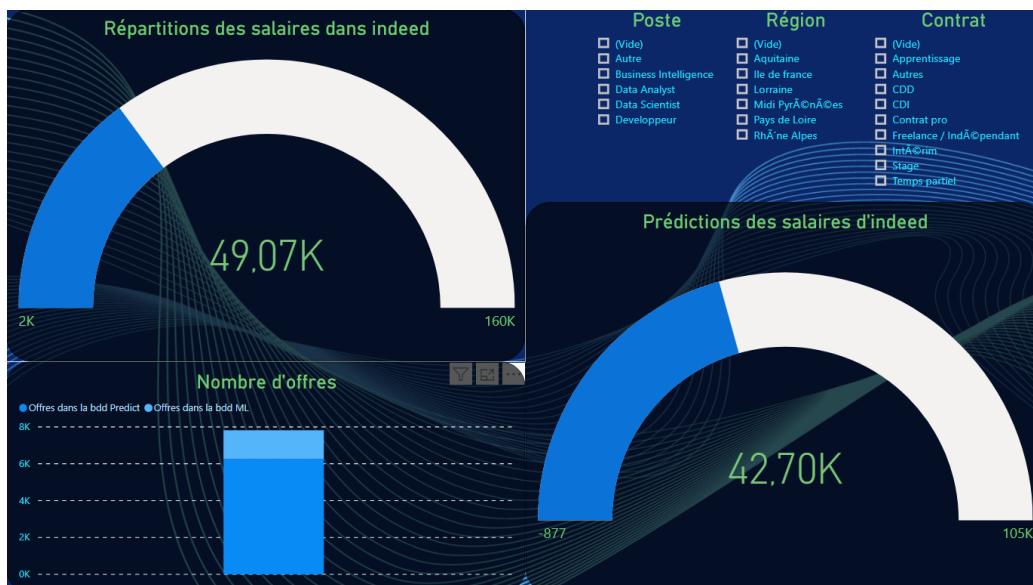 Répartitions des salaires dans indeed
49,07K
2K
160K
Poste
(Vide)
Autre
Business Intelligence
Data Analyst
Data Scientist
Developpeur
Région
(Vide)
Aquitaine
Ile de france
Lorraine
Midi PyrÃ©nÃ©es
Pays de Loire
RhÃ´ne Alpes
Contrat
(Vide)
Apprentissage
Autres
CDD
CDI
Contrat pro
Freelance / IndÃ©pendant
IntÃ©rim
Stage
Temps partiel
Nombre d'offres
Offres dans la bdd Predict
Offres dans la bdd ML
8K
6K
4K
2K
0K
Prédictions des salaires d'indeed
42,70K
-877
105K